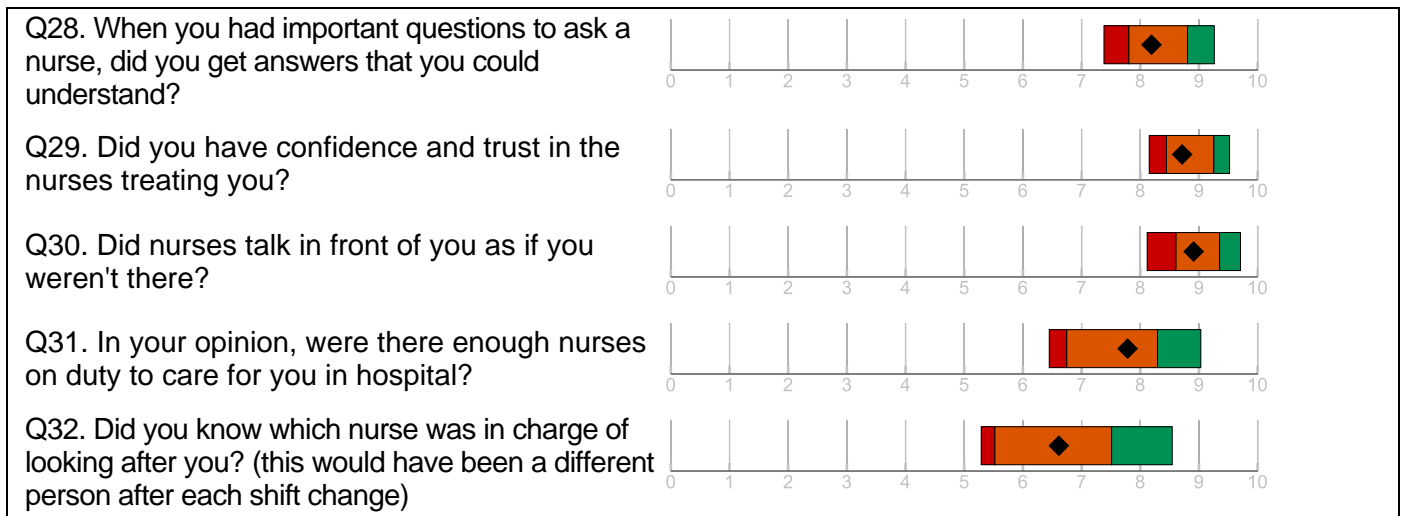 Q28. When you had important questions to ask a
nurse, did you get answers that you could
understand?
0 1 2 3 4 5 6 7 8 9 10
Q29. Did you have confidence and trust in the
nurses treating you?
0 1 2 3 4 5 6 7 8 9 10
Q30. Did nurses talk in front of you as if you
weren't there?
0 1 2 3 4 5 6 7 8 9 10
Q31. In your opinion, were there enough nurses
on duty to care for you in hospital?
0 1 2 3 4 5 6 7 8 9 10
Q32. Did you know which nurse was in charge of
looking after you? (this would have been a different
person after each shift change)
0 1 2 3 4 5 6 7 8 9 10